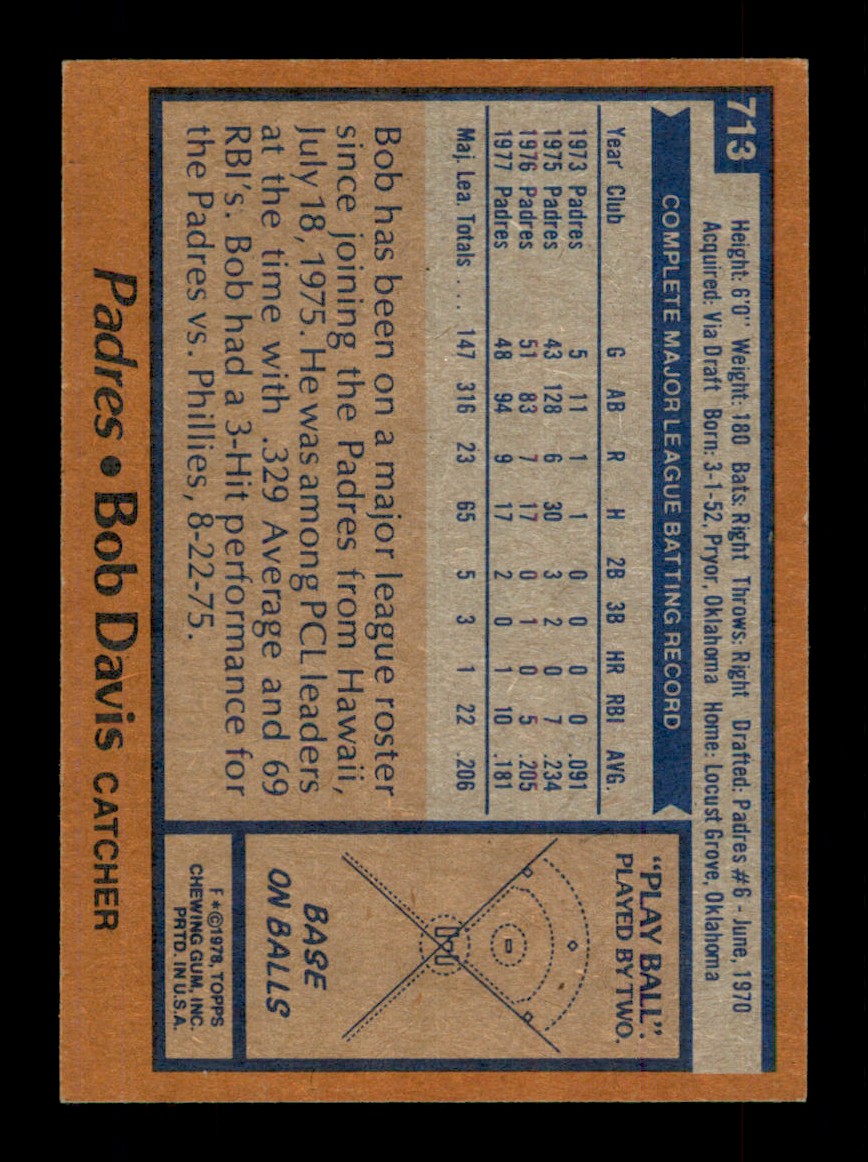 713
Height: 6'0" Weight: 180 Bats: Right Throws: Right Drafted: Padres #6 - June, 1970
Acquired: Via Draft Born: 3-1-52, Pryor, Oklahoma Home: Locust Grove, Oklahoma
COMPLETE MAJOR LEAGUE BATTING RECORD
Year Club G AB R H 2B 3B HR RBI AVG.
1973 Padres 5 11 1 1 0 0 0 0 .091
1975 Padres 43 128 6 30 3 2 0 7 .234
1976 Padres 51 83 7 17 0 1 0 5 .205
1977 Padres 48 94 9 17 2 0 1 10 .181
Maj. Lea. Totals .... 147 316 23 65 5 3 1 22 .206
Bob has been on a major league roster
since joining the Padres from Hawaii,
July 18, 1975. He was among PCL leaders
at the time with .329 Average and 69
RBI's. Bob had a 3-Hit performance for
the Padres vs. Phillies, 8-22-75.
"PLAY BALL".
PLAYED BY TWO.
BASE
ON BALLS
F*©1978, TOPPS
CHEWING GUM, INC.
PRTD. IN U.S.A.
Padres • Bob Davis CATCHER